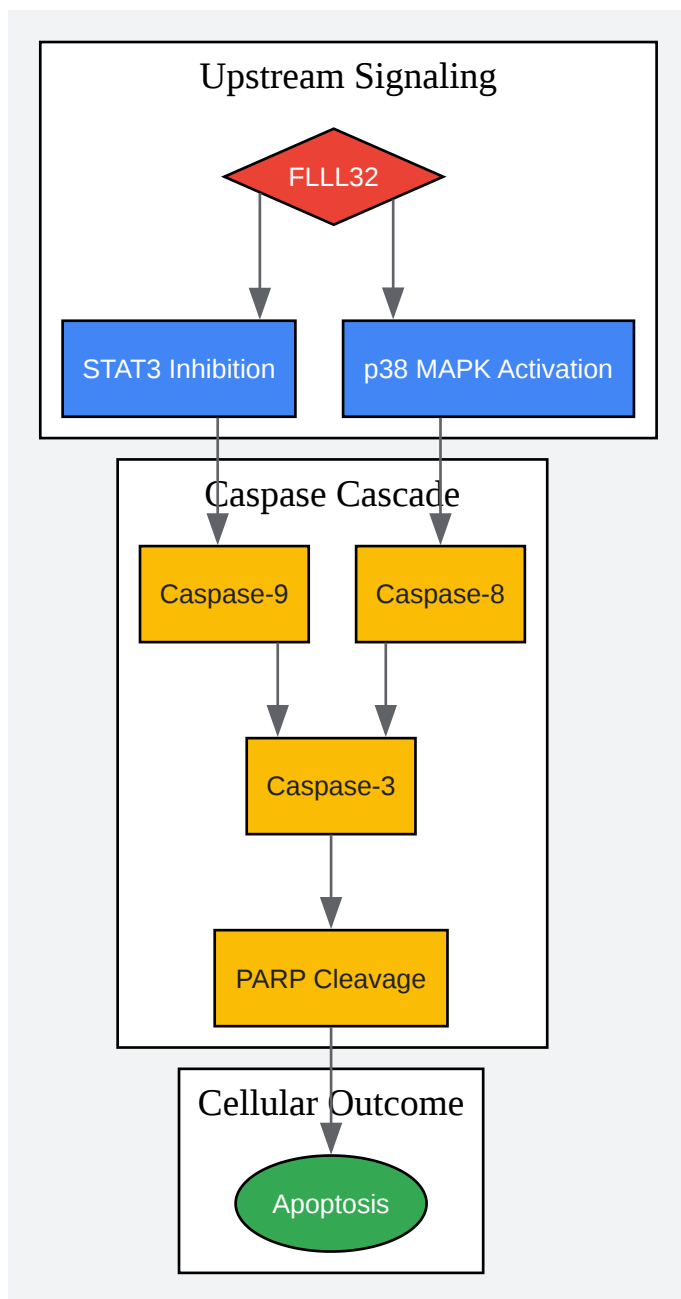 Upstream Signaling
FLLL32
STAT3 Inhibition
p38 MAPK Activation
Caspase Cascade
Caspase-9
Caspase-8
Caspase-3
PARP Cleavage
Cellular Outcome
Apoptosis